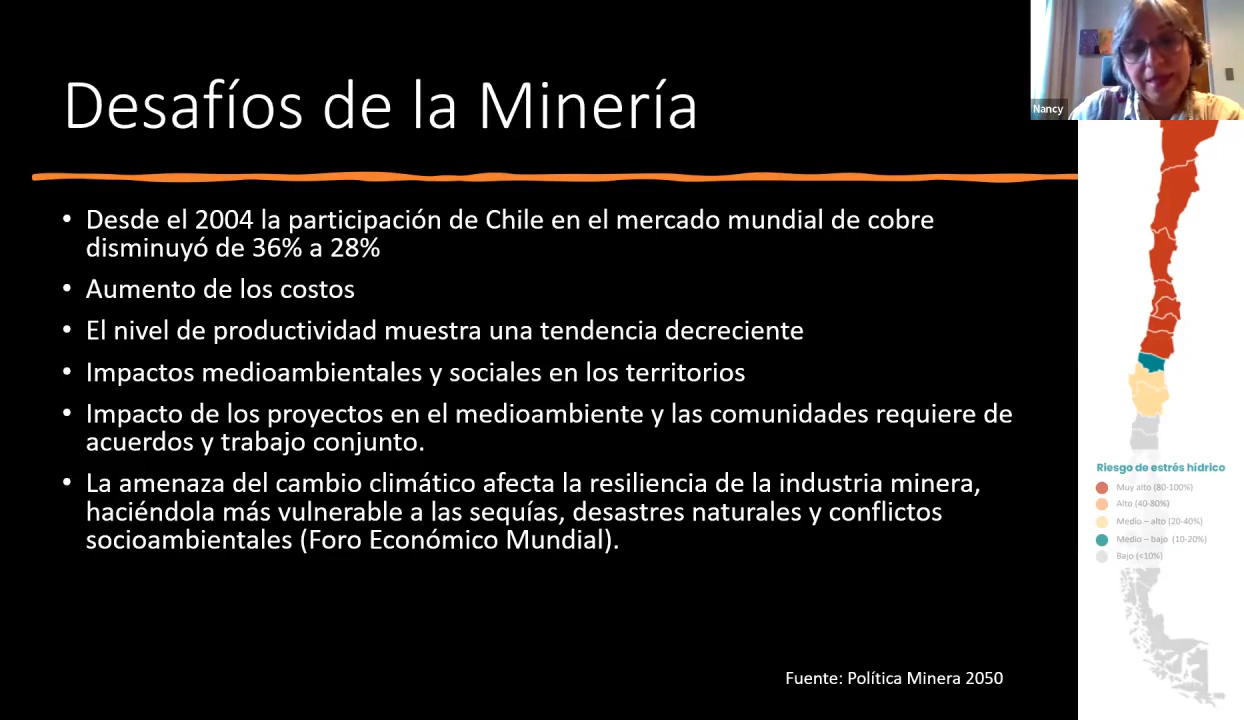 Desafíos de la Minería
Nancy
• Desde el 2004 la participación de Chile en el mercado mundial de cobre
disminuyó de 36% a 28%
• Aumento de los costos
• El nivel de productividad muestra una tendencia decreciente
• Impactos medioambientales y sociales en los territorios
• Impacto de los proyectos en el medioambiente y las comunidades requiere de
acuerdos y trabajo conjunto.
• La amenaza del cambio climático afecta la resiliencia de la industria minera,
haciéndola más vulnerable a las sequías, desastres naturales y conflictos
socioambientales (Foro Económico Mundial).
Riesgo de estrés hídrico
Muy alto (80-100%)
Alto (40-80%)
Medio – alto (20-40%)
Medio – bajo (10-20%)
Bajo (<10%)
Fuente: Política Minera 2050